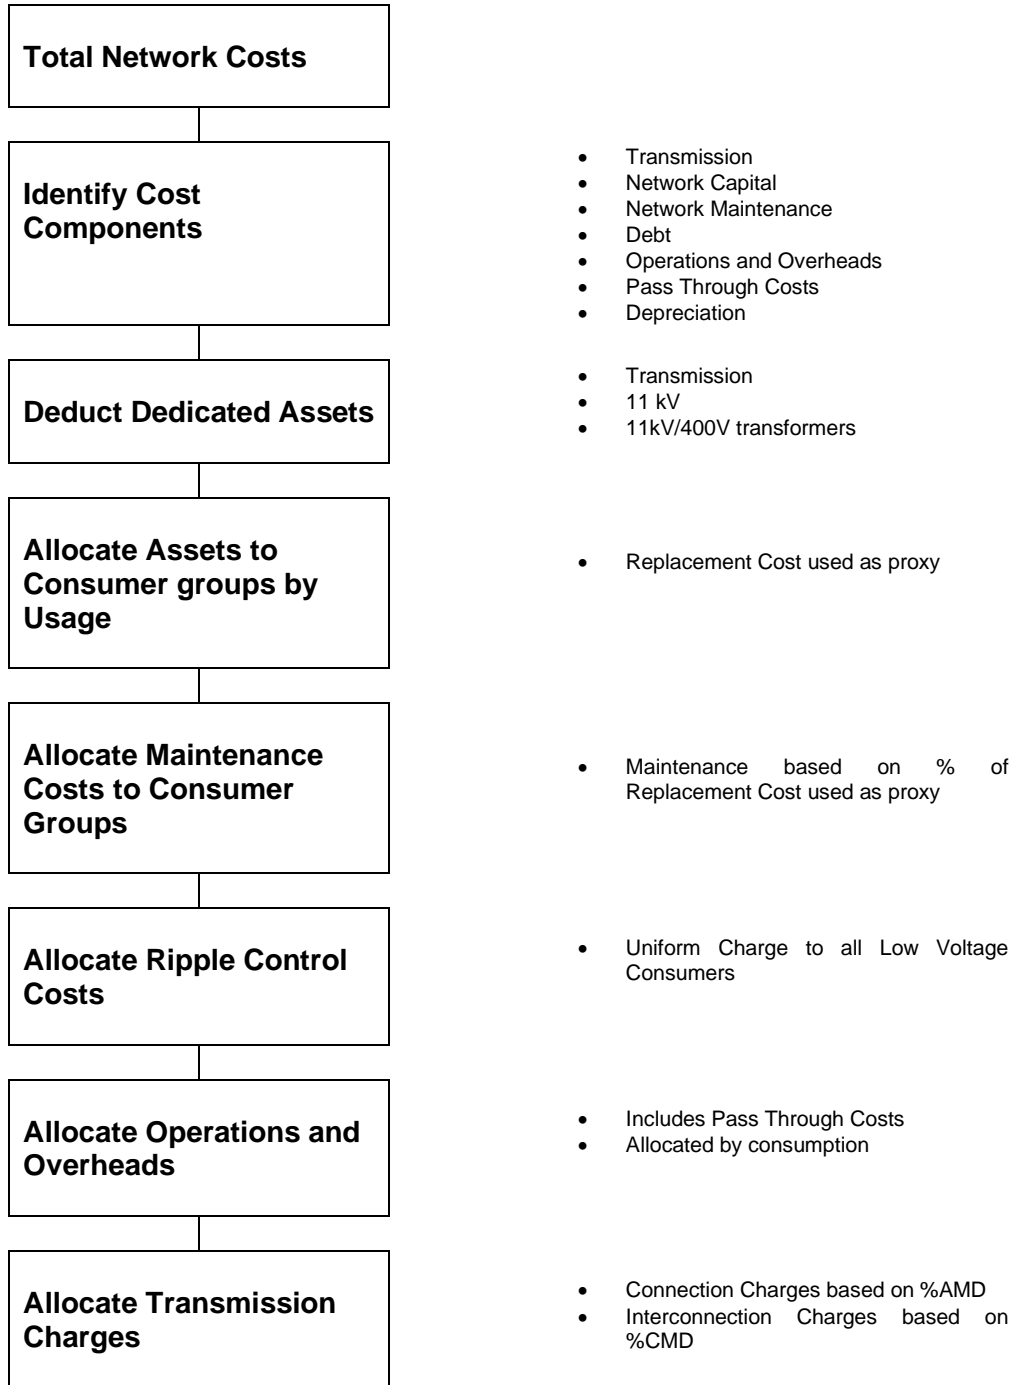 Total Network Costs
Identify Cost
Components
• Transmission
• Network Capital
• Network Maintenance
• Debt
• Operations and Overheads
• Pass Through Costs
• Depreciation
Deduct Dedicated Assets
• Transmission
• 11 kV
• 11kV/400V transformers
Allocate Assets to
Consumer groups by
Usage
• Replacement Cost used as proxy
Allocate Maintenance
Costs to Consumer
Groups
• Maintenance based on % of
Replacement Cost used as proxy
Allocate Ripple Control
Costs
• Uniform Charge to all Low Voltage
Consumers
Allocate Operations and
Overheads
• Includes Pass Through Costs
• Allocated by consumption
Allocate Transmission
Charges
• Connection Charges based on %AMD
• Interconnection Charges based on
%CMD